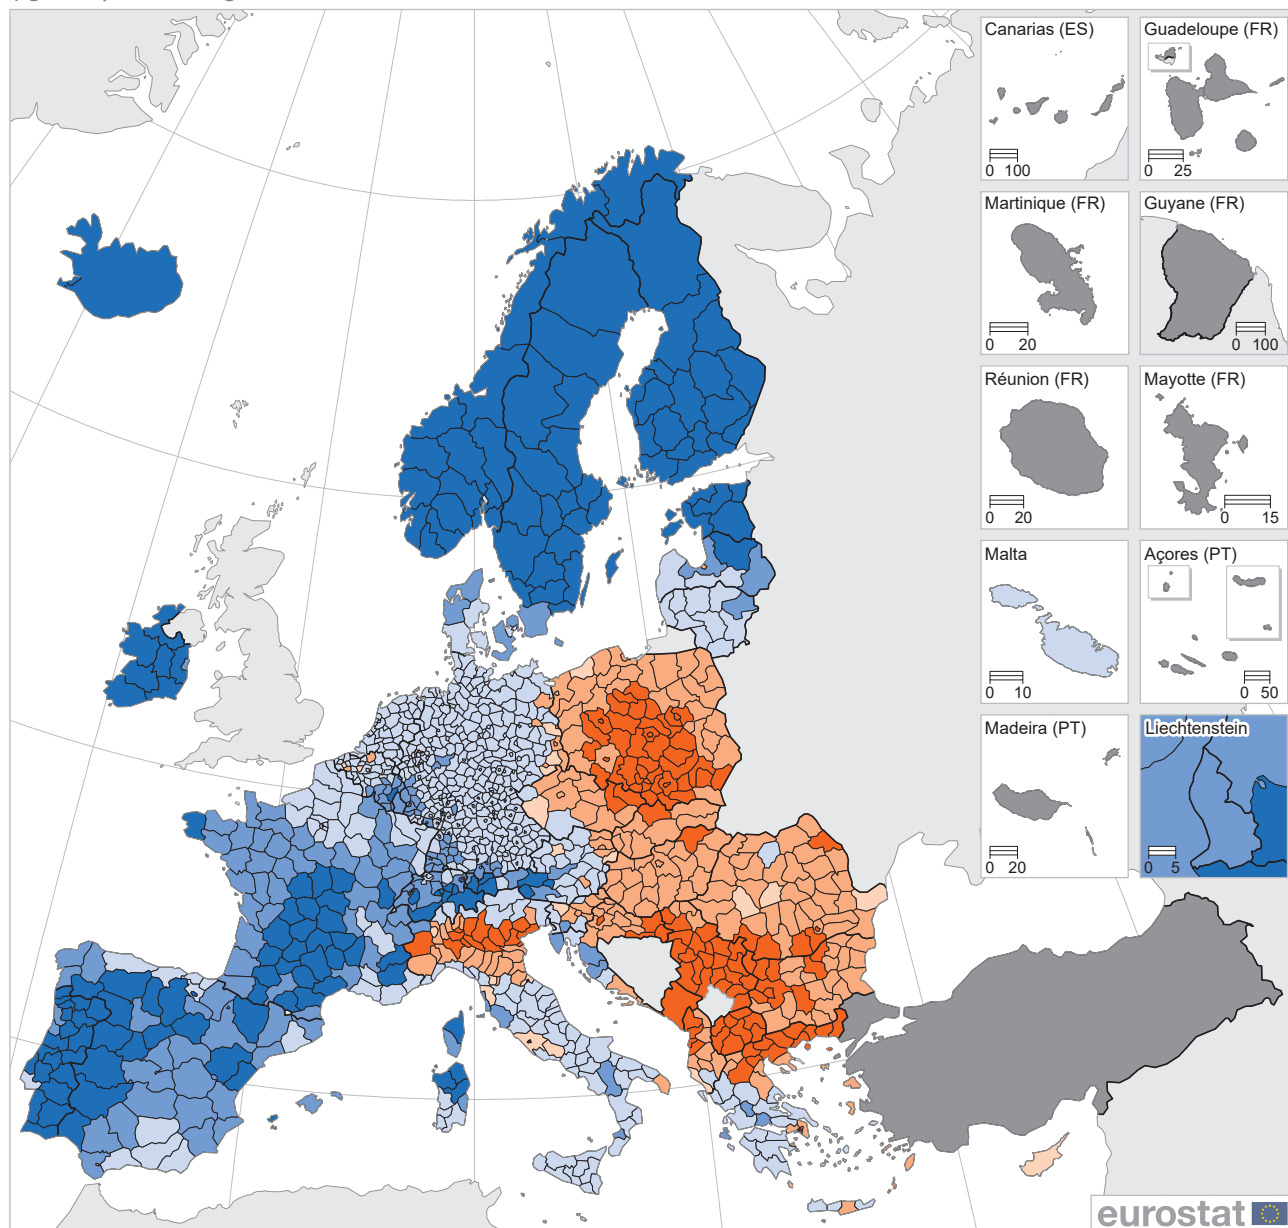 Canarias (ES)
0 100
Guadeloupe (FR)
0 25
Martinique (FR)
0 20
Guyane (FR)
0 100
Réunion (FR)
0 20
Mayotte (FR)
0 15
Malta
0 10
Açores (PT)
0 50
Madeira (PT)
0 20
Liechtenstein
0 5
eurostat